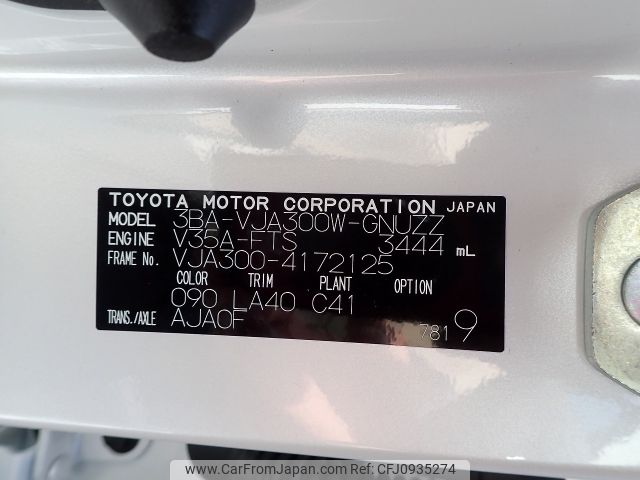 TOYOTA MOTOR CORPORATION JAPAN
MODEL 3BA-VJA300W-GNUZZ
ENGINE V35A-FTS 3444 mL
FRAME No. VJA300-4172125
COLOR TRIM PLANT OPTION
090 LA40 C41
TRANS./AXLE AJA0F 7819
www.CarFromJapan.com | Ref No. CFJ0935274